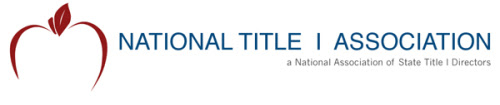 NATIONAL TITLE I ASSOCIATION
a National Association of State Title I Directors